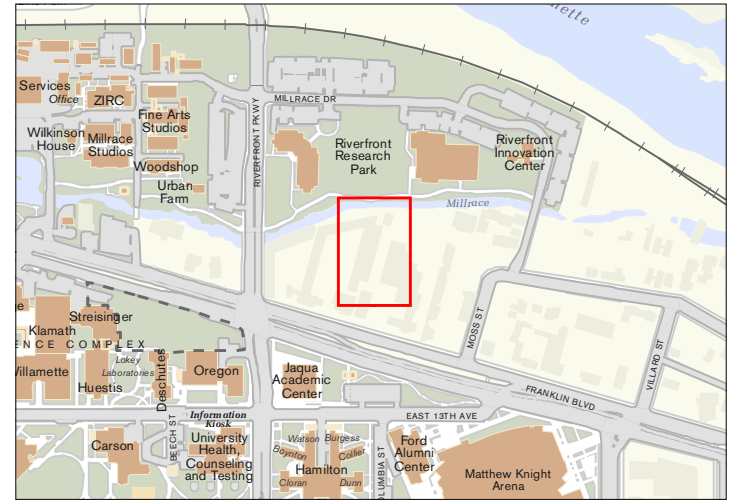 ette
Services
Office
ZIRC
MILLRACE DR
Fine Arts
Studios
Wilkinson
House
Millrace
Studios
RIVERFRONT PKWY
Riverfront
Research
Park
Riverfront
Innovation
Center
Woodshop
Urban
Farm
Millrace
Streisinger
Klamath
ENCE COMPLEX
MOSS ST
VILLARD ST
Lokey
Laboratories
Willamette
Huestis
Deschutes
Oregon
Jaqua
Academic
Center
FRANKLIN BLVD
Information
Kiosk
EAST 13TH AVE
BEECH ST
Carson
University
Health,
Counseling
and Testing
Watson
Burgess
Boynton
Collier
Hamilton
Cloran
Dunn
OLUMBIA ST
Ford
Alumni
Center
Matthew Knight
Arena